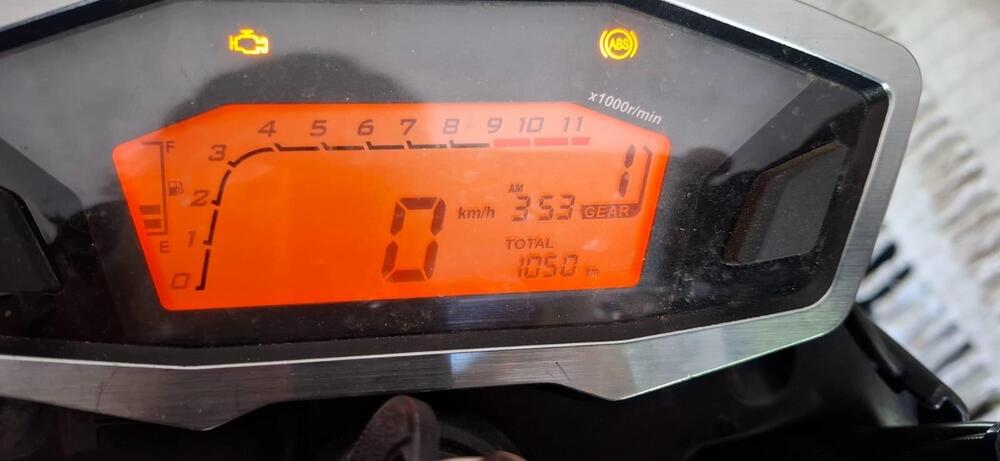 ABS
x1000r/min
0 1 2 3 4 5 6 7 8 9 10 11
F
E
0 km/h
AM 3 53
GEAR 1
TOTAL
1050 km